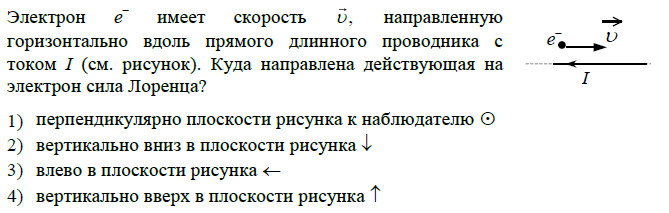 Электрон e⁻ имеет скорость υ⃗, направленную
горизонтально вдоль прямого длинного проводника с
током I (см. рисунок). Куда направлена действующая на
электрон сила Лоренца?
e⁻ υ⃗
I
1) перпендикулярно плоскости рисунка к наблюдателю ⊙
2) вертикально вниз в плоскости рисунка ↓
3) влево в плоскости рисунка ←
4) вертикально вверх в плоскости рисунка ↑